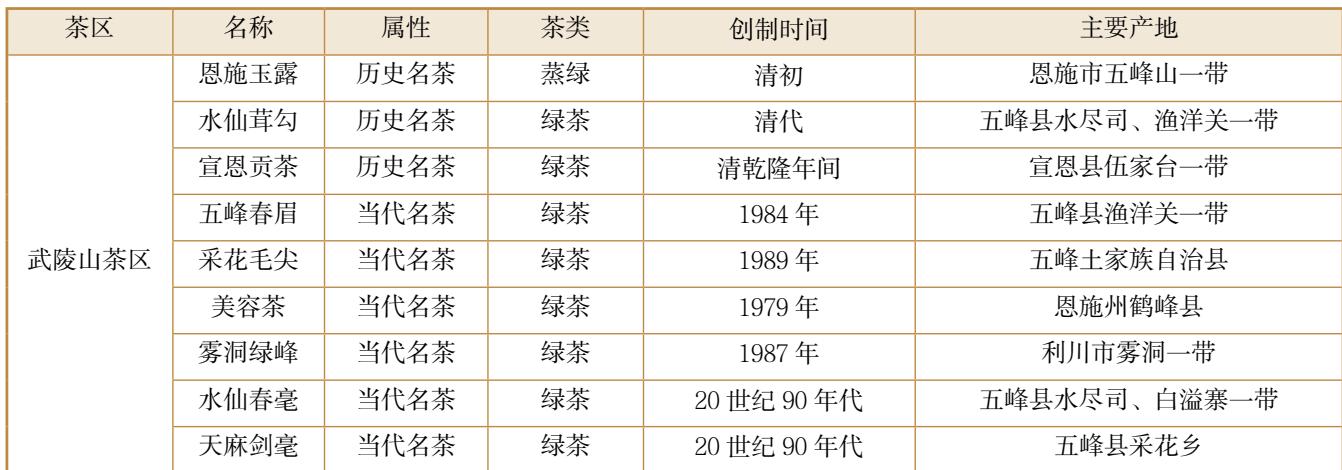 茶区 名称 属性 茶类 创制时间 主要产地
恩施玉露 历史名茶 蒸绿 清初 恩施市五峰山一带
水仙茸勾 历史名茶 绿茶 清代 五峰县水尽司、渔洋关一带
宣恩贡茶 历史名茶 绿茶 清乾隆年间 宣恩县伍家台一带
五峰春眉 当代名茶 绿茶 1984 年 五峰县渔洋关一带
武陵山茶区 采花毛尖 当代名茶 绿茶 1989 年 五峰土家族自治县
美容茶 当代名茶 绿茶 1979 年 恩施州鹤峰县
雾洞绿峰 当代名茶 绿茶 1987 年 利川市雾洞一带
水仙春毫 当代名茶 绿茶 20 世纪 90 年代 五峰县水尽司、白溢寨一带
天麻剑毫 当代名茶 绿茶 20 世纪 90 年代 五峰县采花乡